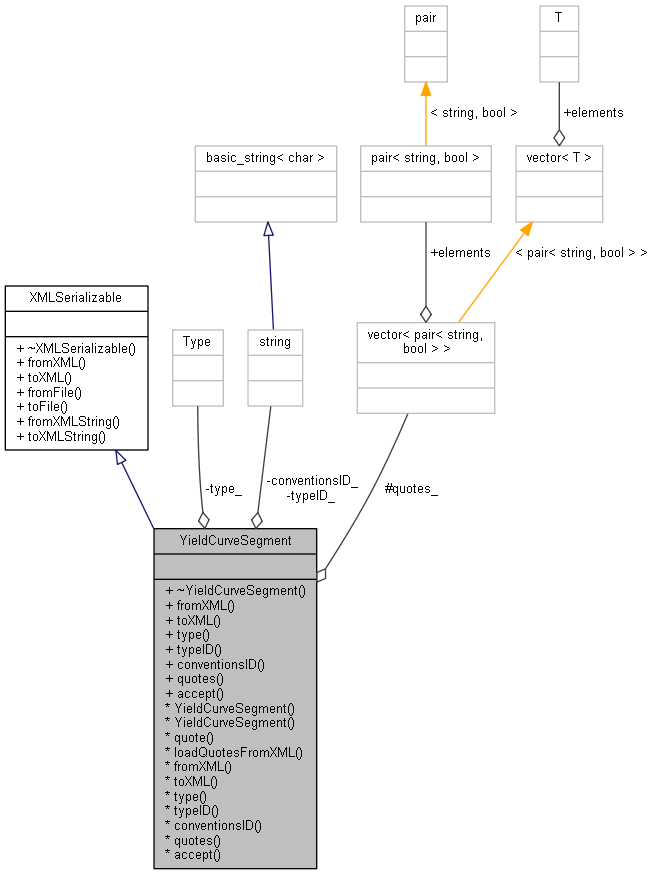 pair
T
< string, bool >
+elements
basic_string< char >
pair< string, bool >
vector< T >
+elements
< pair< string, bool > >
XMLSerializable
+ ~XMLSerializable()
+ fromXML()
+ toXML()
+ fromFile()
+ toFile()
+ fromXMLString()
+ toXMLString()
Type
string
vector< pair< string,
bool > >
-type_
-conventionsID_
-typeID_
#quotes_
YieldCurveSegment
+ ~YieldCurveSegment()
+ fromXML()
+ toXML()
+ type()
+ typeID()
+ conventionsID()
+ quotes()
+ accept()
* YieldCurveSegment()
* YieldCurveSegment()
* quote()
* loadQuotesFromXML()
* fromXML()
* toXML()
* type()
* typeID()
* conventionsID()
* quotes()
* accept()